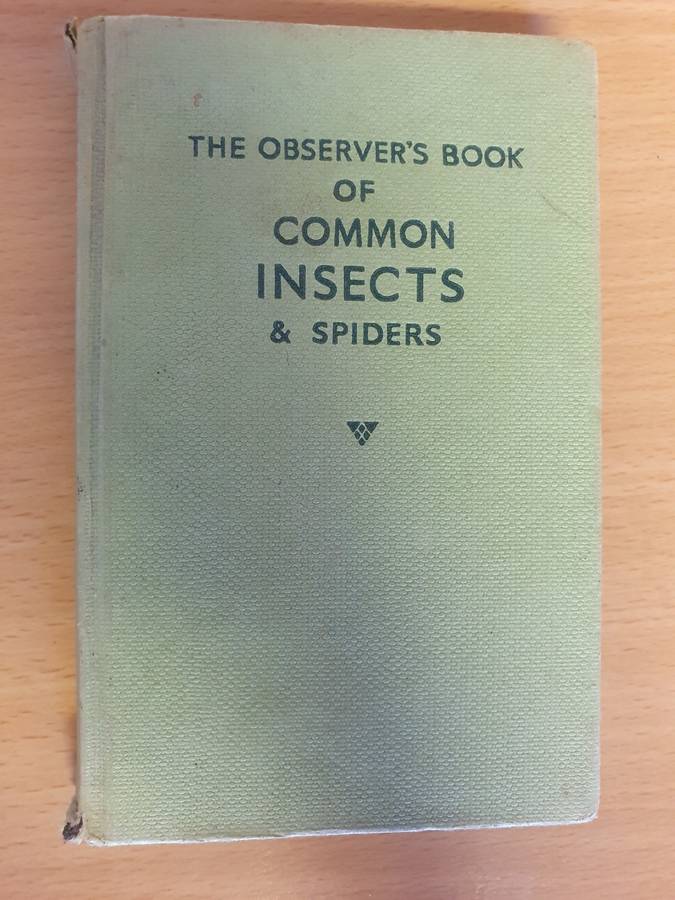 THE OBSERVER'S BOOK
OF
COMMON
INSECTS
& SPIDERS